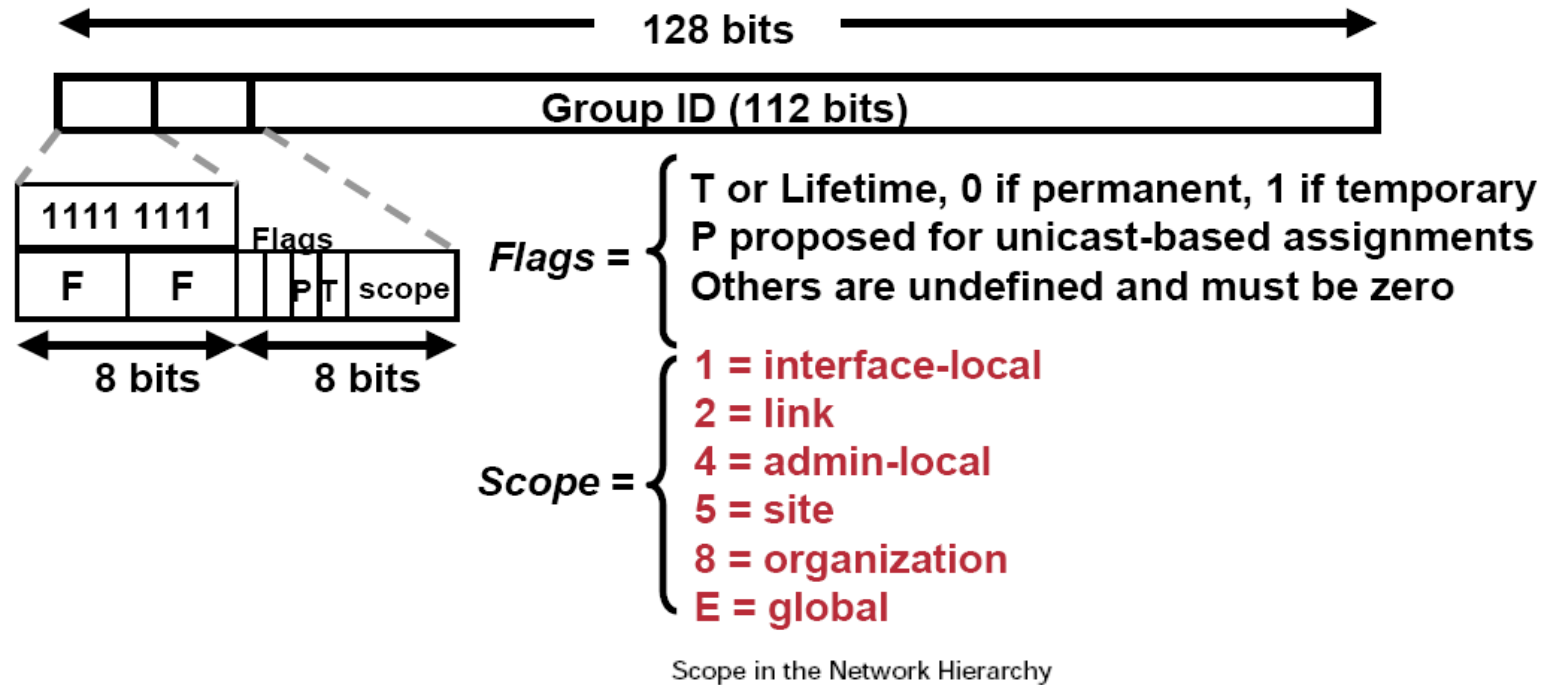 128 bits
Group ID (112 bits)
1111 1111
Flags
F F P T scope
8 bits 8 bits
Flags =
T or Lifetime, 0 if permanent, 1 if temporary
P proposed for unicast-based assignments
Others are undefined and must be zero
Scope =
1 = interface-local
2 = link
4 = admin-local
5 = site
8 = organization
E = global
Scope in the Network Hierarchy